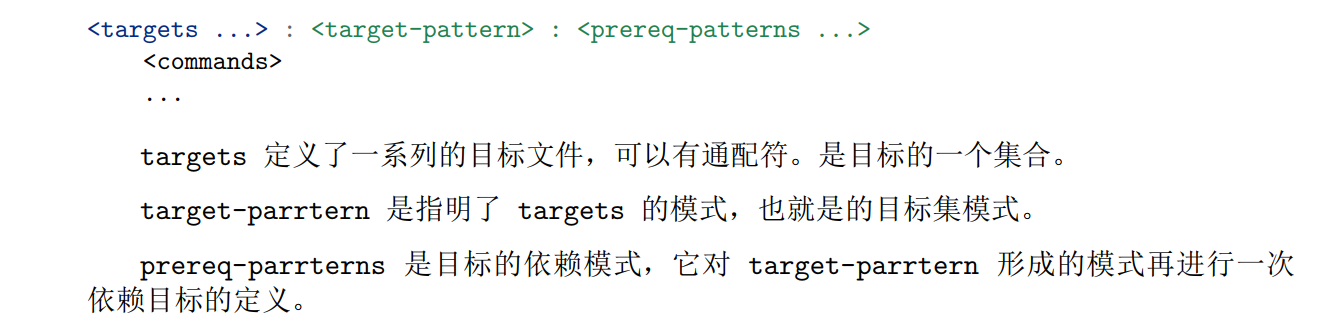 <targets ...> : <target-pattern> : <prereq-patterns ...>
<commands>
...
targets 定义了一系列的目标文件，可以有通配符。是目标的一个集合。
target-parrtern 是指明了 targets 的模式，也就是的目标集模式。
prereq-parrterns 是目标的依赖模式，它对 target-parrtern 形成的模式再进行一次
依赖目标的定义。